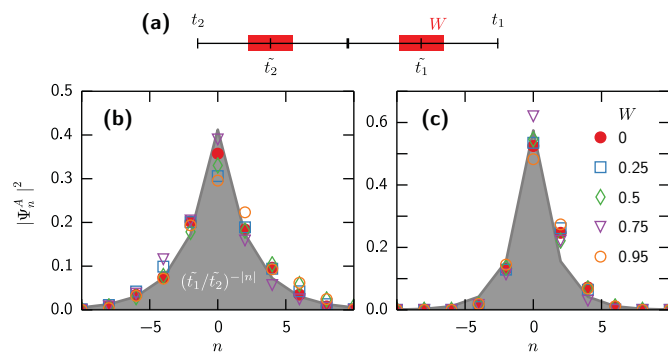 (a)
t₂ W t₁
t̃₂ t̃₁
(b)
(c)
|Ψₙᴬ|²
0.5
0.4
0.3
0.2
0.1
0.0
(t̃₁/t̃₂)⁻|ⁿ|
−5 0 5
n
0.6
0.4
0.2
0.0
−5 0 5
n
W
0
0.25
0.5
0.75
0.95